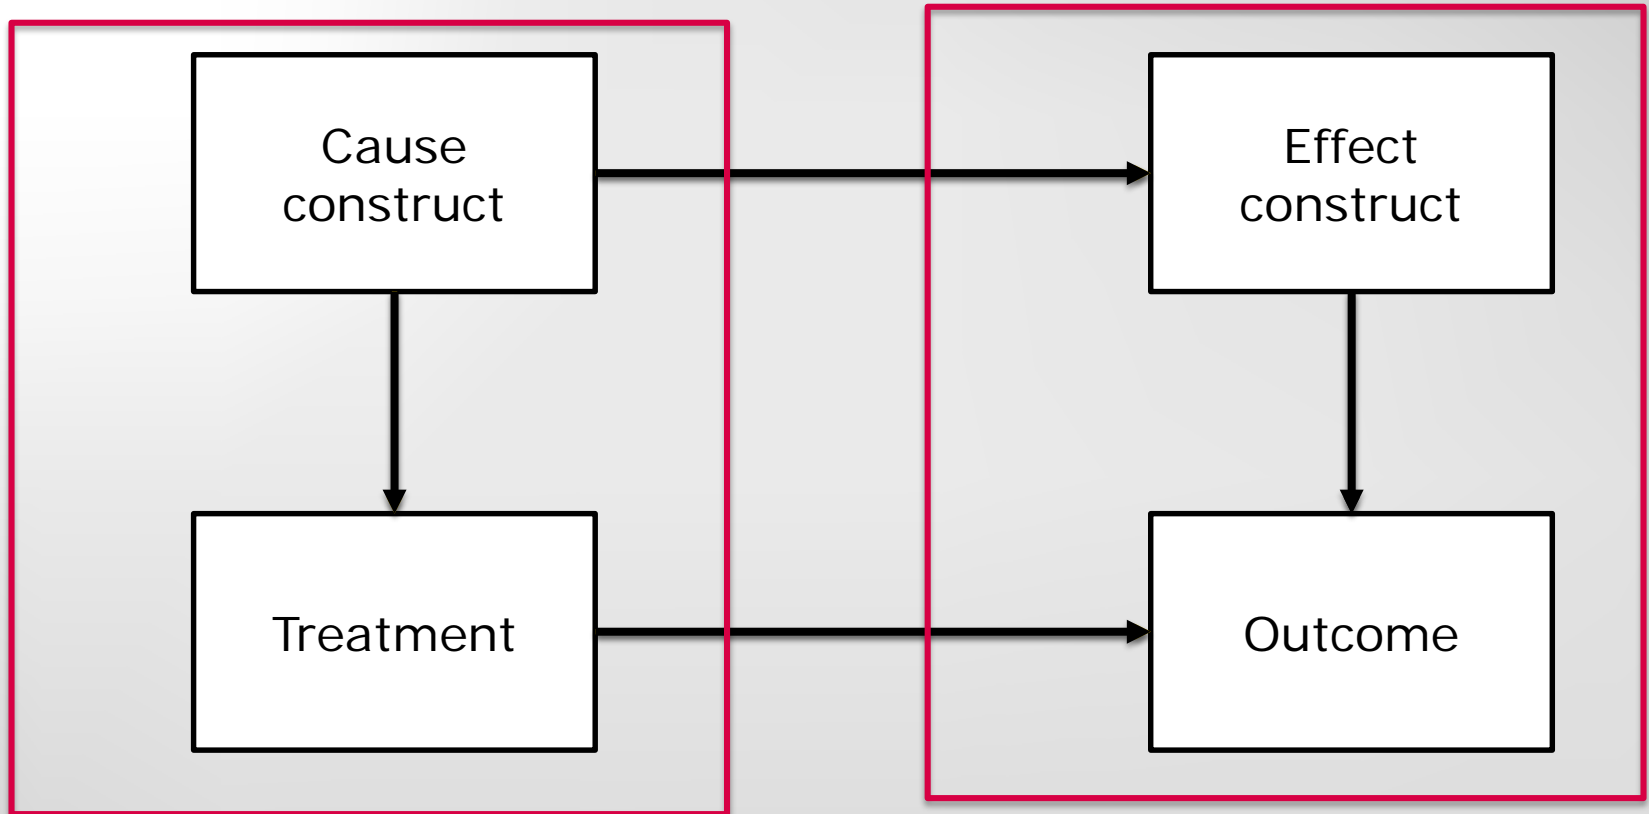 Cause
construct
Effect
construct
Treatment
Outcome